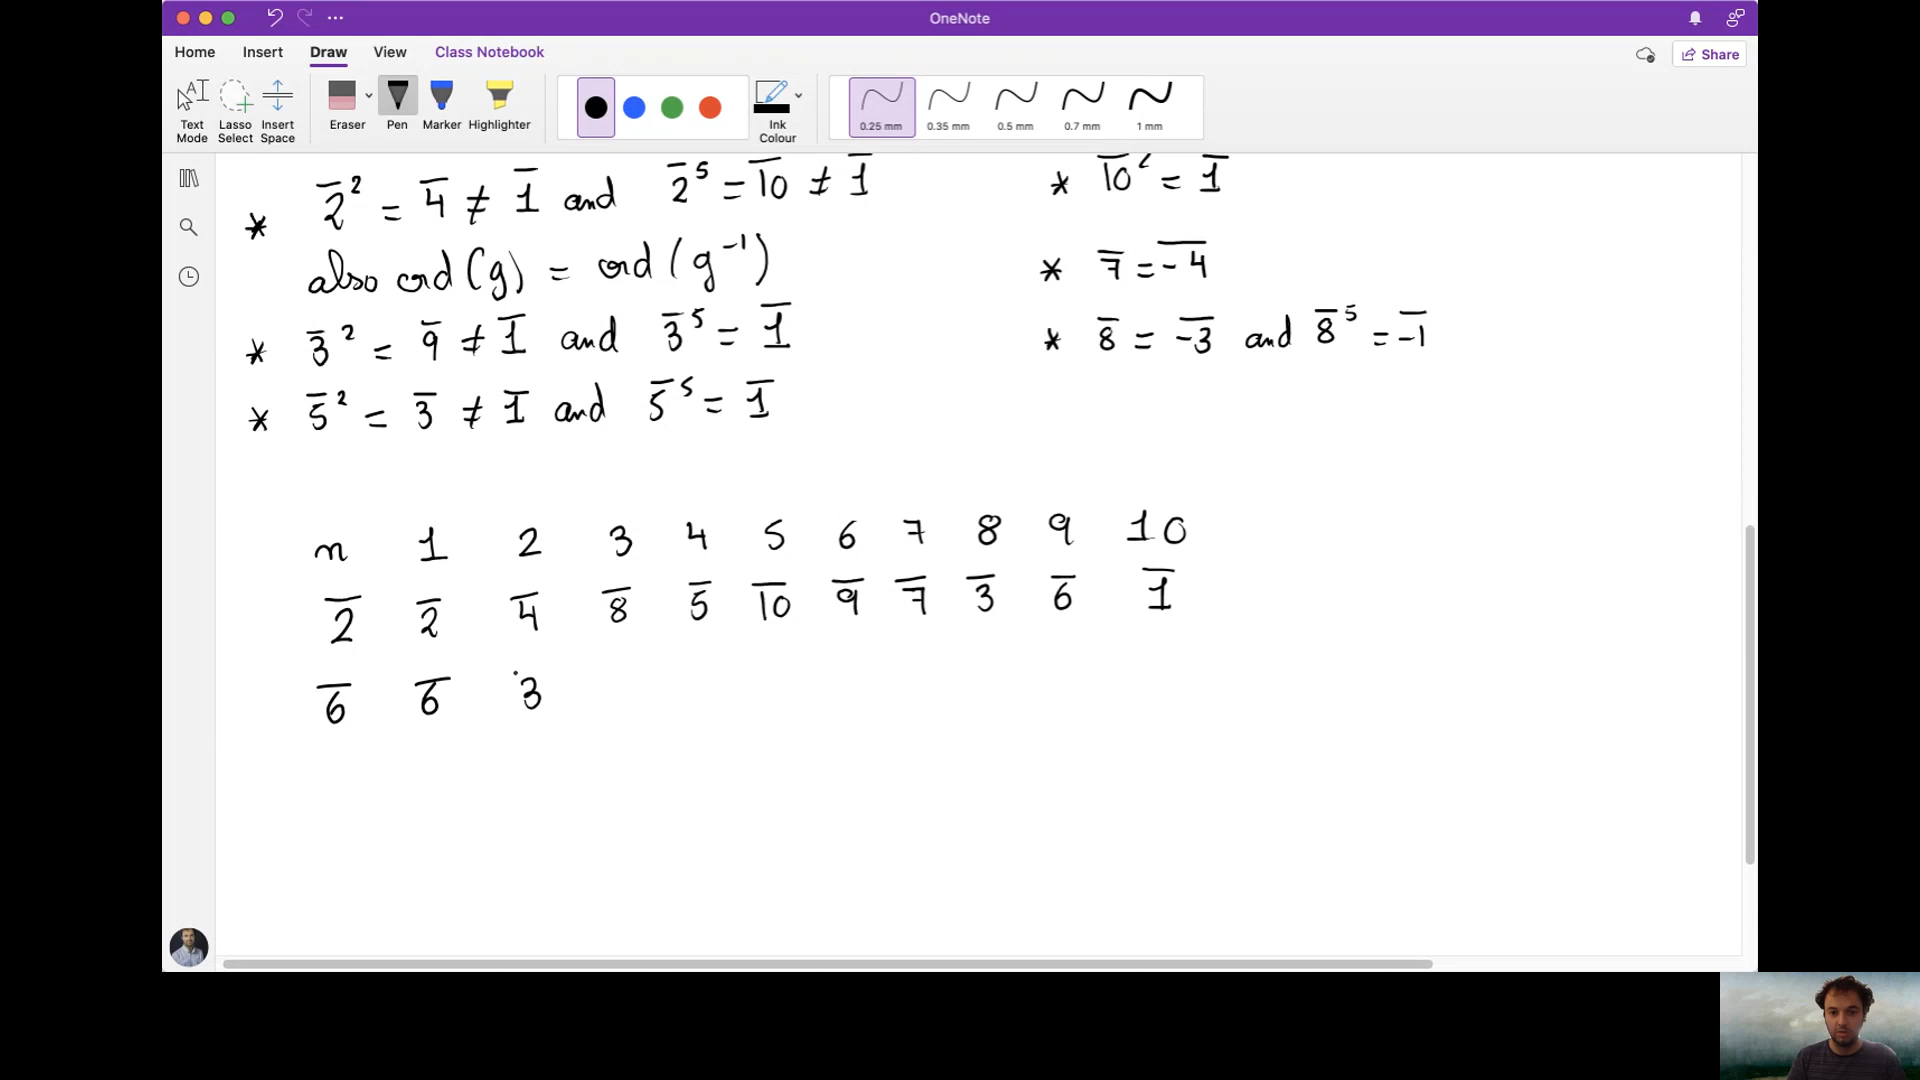 OneNote
Home Insert Draw View Class Notebook Share
Text Mode Lasso Select Insert Space Eraser Pen Marker Highlighter Ink Colour 0.25 mm 0.35 mm 0.5 mm 0.7 mm 1 mm
* 2̅² = 4̅ ≠ 1̅ and 2̅⁵ = 1̅0̅ ≠ 1̅
also ord(g) = ord(g⁻¹)
* 3̅² = 9̅ ≠ 1̅ and 3̅⁵ = 1̅
* 5̅² = 3̅ ≠ 1̅ and 5̅⁵ = 1̅
* 1̅0̅² = 1̅
* 7̅ = -̅4̅
* 8̅ = -̅3̅ and 8̅⁵ = -̅1̅
n 1 2 3 4 5 6 7 8 9 10
2̅ 2̅ 4̅ 8̅ 5̅ 1̅0̅ 9̅ 7̅ 3̅ 6̅ 1̅
6̅ 6̅ 3